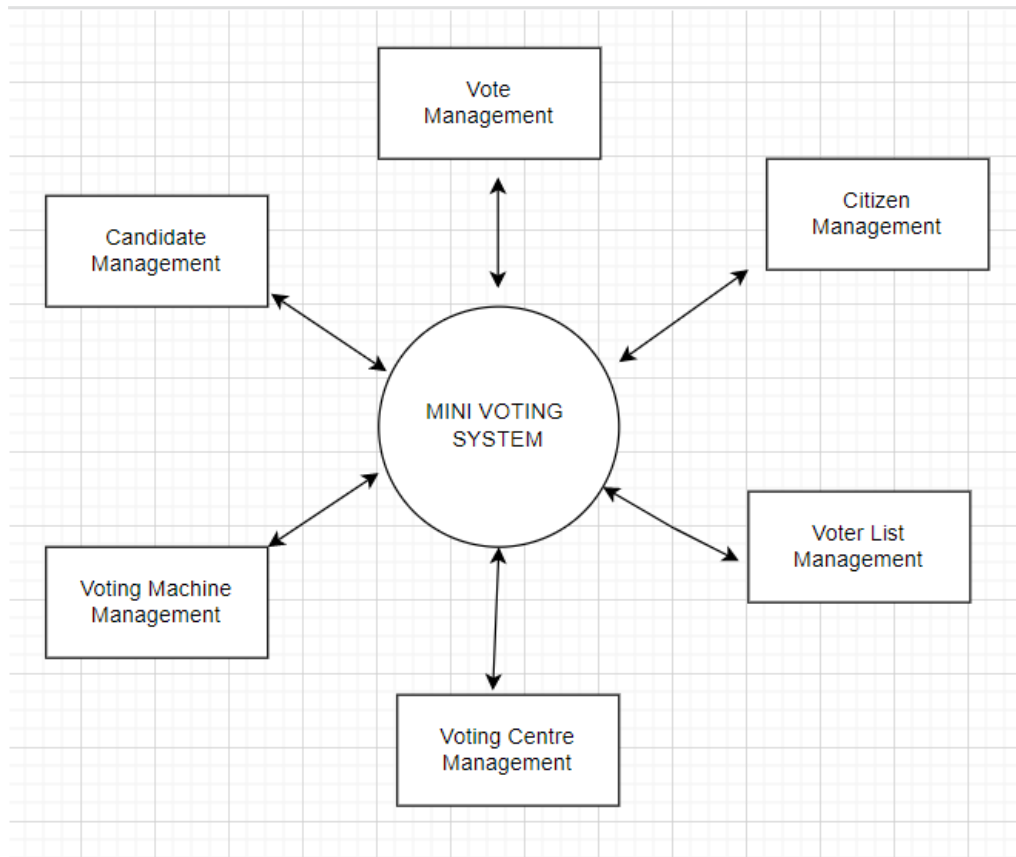 Vote
Management
Citizen
Management
Candidate
Management
MINI VOTING
SYSTEM
Voter List
Management
Voting Machine
Management
Voting Centre
Management